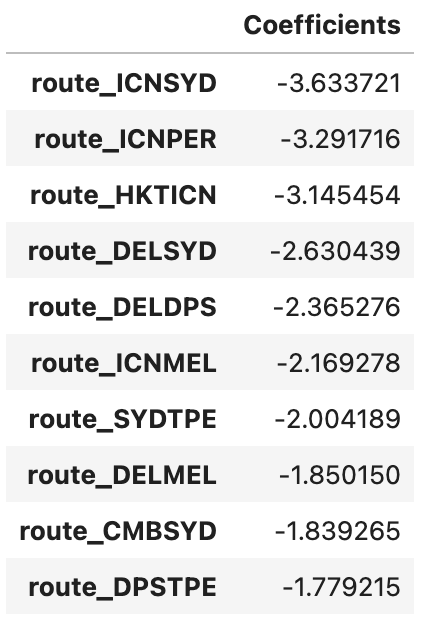 Coefficients
route_ICNSYD -3.633721
route_ICNPER -3.291716
route_HKTICN -3.145454
route_DELSYD -2.630439
route_DELDPS -2.365276
route_ICNMEL -2.169278
route_SYDTPE -2.004189
route_DELMEL -1.850150
route_CMBSYD -1.839265
route_DPSTPE -1.779215